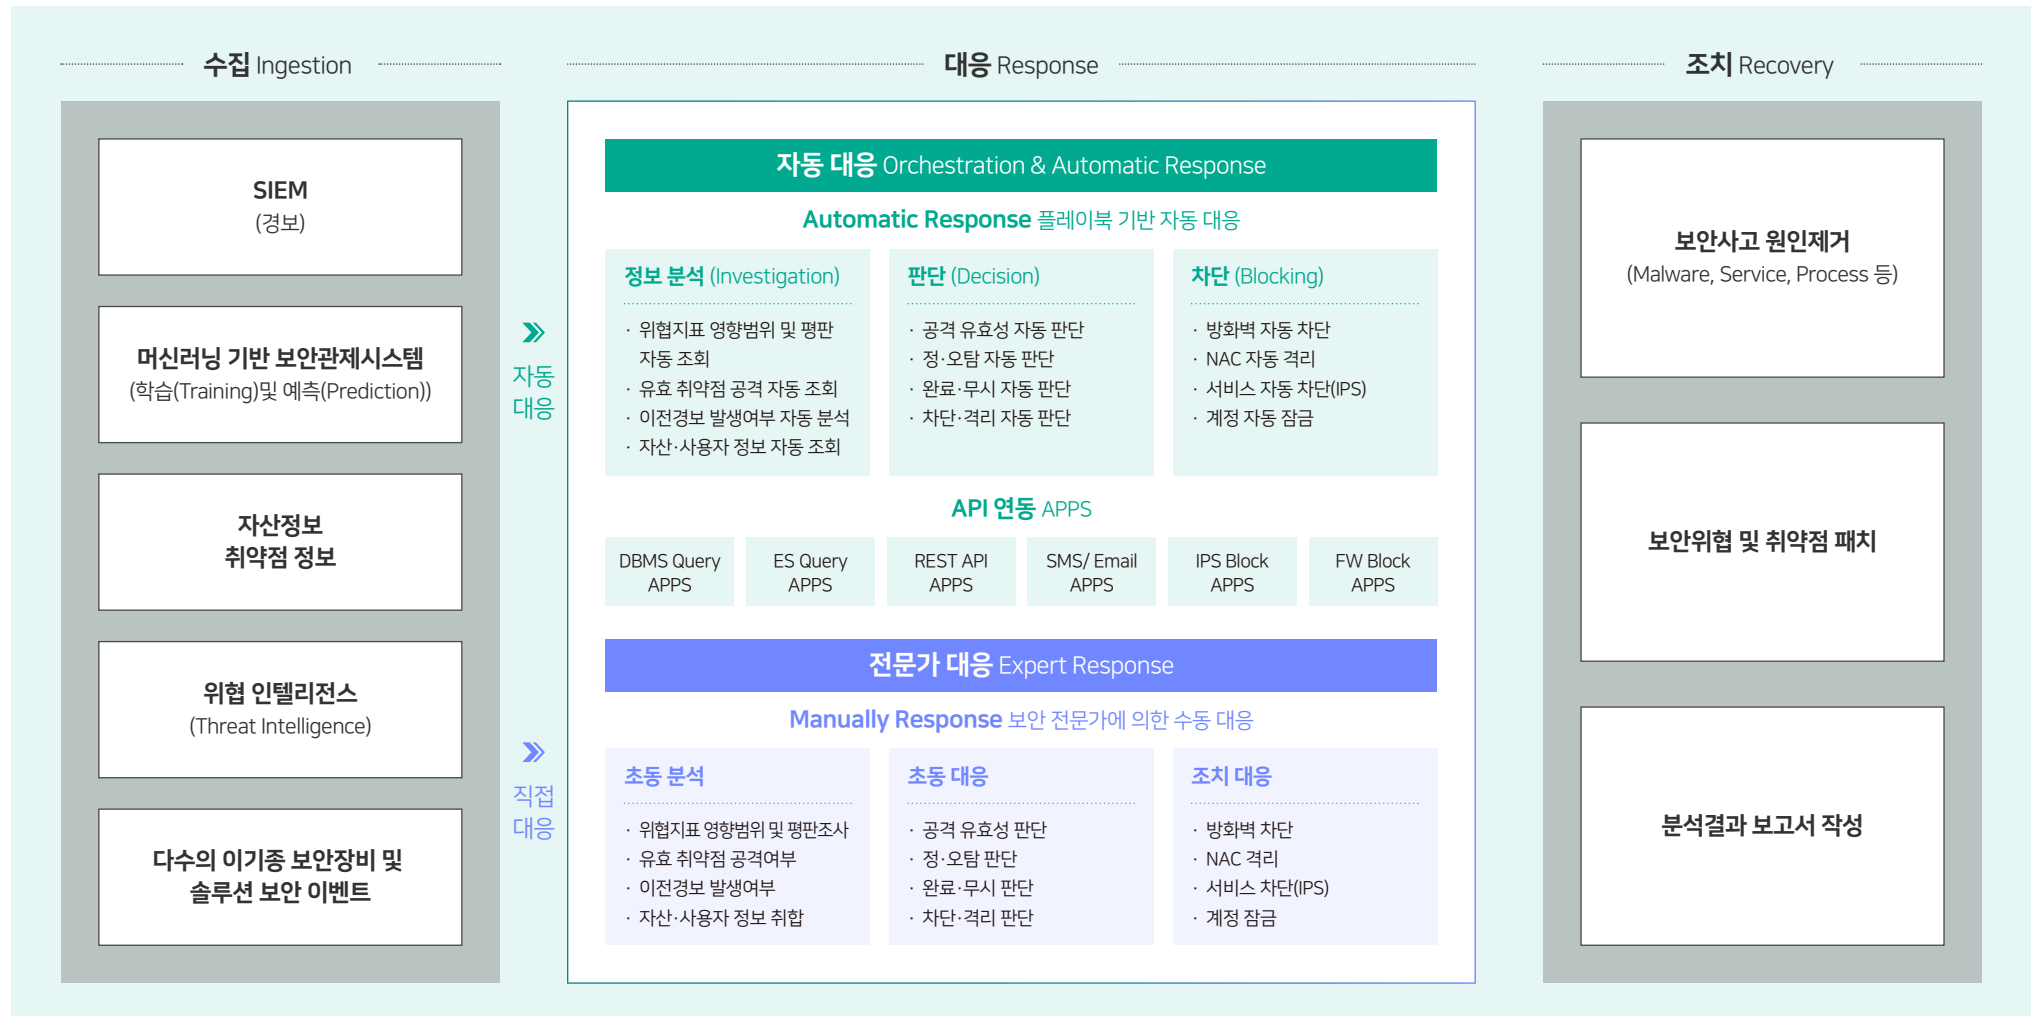 수집 Ingestion
SIEM
(경보)
머신러닝 기반 보안관제시스템
(학습(Training)및 예측(Prediction))
자산정보
취약점 정보
위협 인텔리전스
(Threat Intelligence)
다수의 이기종 보안장비 및
솔루션 보안 이벤트
자동
대응
직접
대응
대응 Response
자동 대응 Orchestration & Automatic Response
Automatic Response 플레이북 기반 자동 대응
정보 분석 (Investigation)
· 위협지표 영향범위 및 평판
자동 조회
· 유효 취약점 공격 자동 조회
· 이전경보 발생여부 자동 분석
· 자산·사용자 정보 자동 조회
판단 (Decision)
· 공격 유효성 자동 판단
· 정·오탐 자동 판단
· 완료·무시 자동 판단
· 차단·격리 자동 판단
차단 (Blocking)
· 방화벽 자동 차단
· NAC 자동 격리
· 서비스 자동 차단(IPS)
· 계정 자동 잠금
API 연동 APPS
DBMS Query
APPS
ES Query
APPS
REST API
APPS
SMS/ Email
APPS
IPS Block
APPS
FW Block
APPS
전문가 대응 Expert Response
Manually Response 보안 전문가에 의한 수동 대응
초동 분석
· 위협지표 영향범위 및 평판조사
· 유효 취약점 공격여부
· 이전경보 발생여부
· 자산·사용자 정보 취합
초동 대응
· 공격 유효성 판단
· 정·오탐 판단
· 완료·무시 판단
· 차단·격리 판단
조치 대응
· 방화벽 차단
· NAC 격리
· 서비스 차단(IPS)
· 계정 잠금
조치 Recovery
보안사고 원인제거
(Malware, Service, Process 등)
보안위협 및 취약점 패치
분석결과 보고서 작성